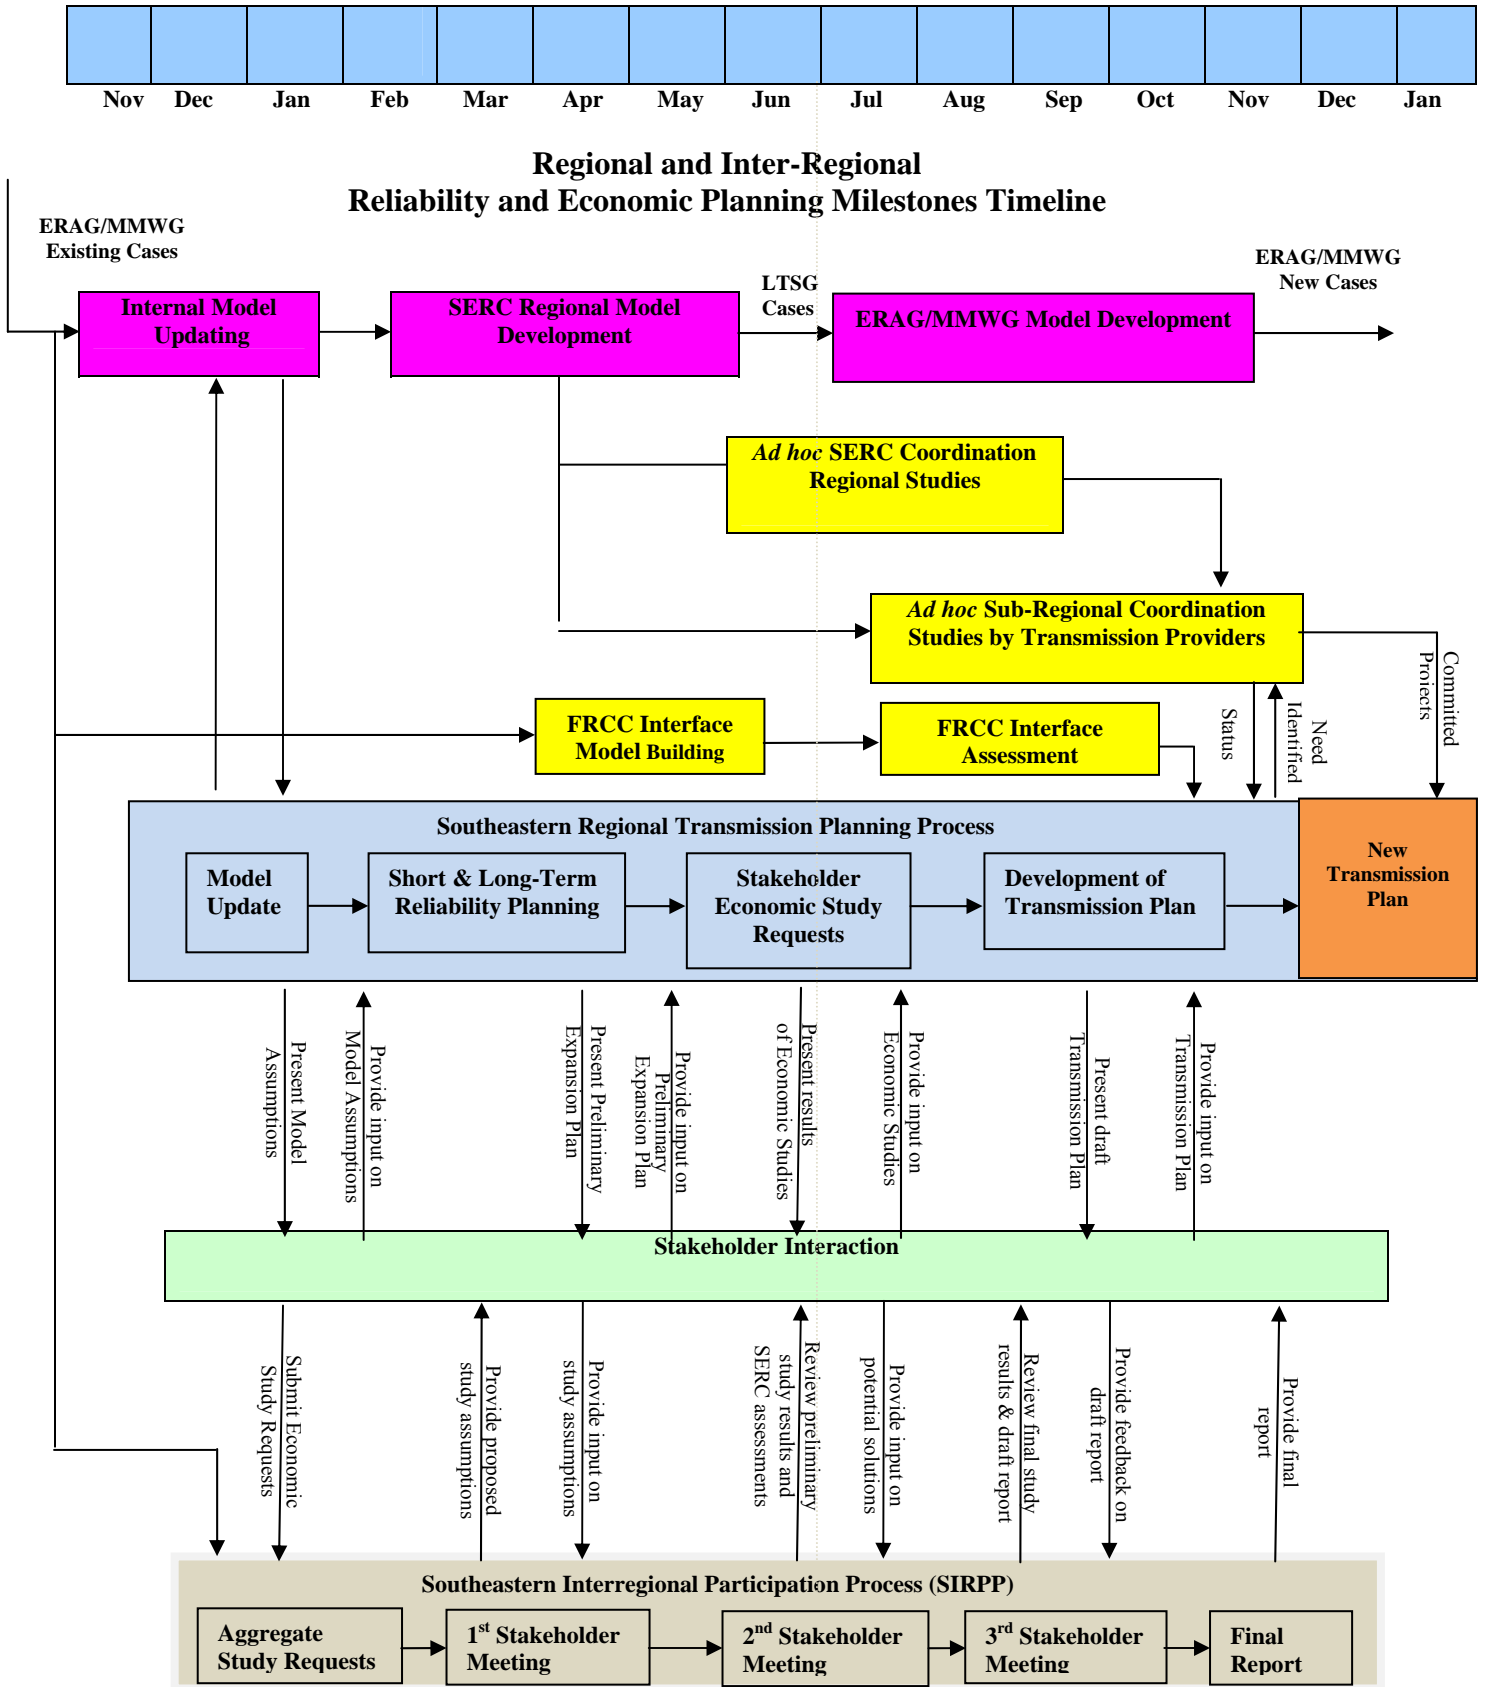 Nov Dec Jan Feb Mar Apr May Jun Jul Aug Sep Oct Nov Dec Jan
Regional and Inter-Regional
Reliability and Economic Planning Milestones Timeline
ERAG/MMWG
Existing Cases
Internal Model
Updating
SERC Regional Model
Development
LTSG
Cases
ERAG/MMWG Model Development
ERAG/MMWG
New Cases
Ad hoc SERC Coordination
Regional Studies
Ad hoc Sub-Regional Coordination
Studies by Transmission Providers
FRCC Interface
Model Building
FRCC Interface
Assessment
Status
Need
Identified
Committed
Projects
Southeastern Regional Transmission Planning Process
Model
Update
Short & Long-Term
Reliability Planning
Stakeholder
Economic Study
Requests
Development of
Transmission Plan
New
Transmission
Plan
Present Model
Assumptions
Provide input on
Model Assumptions
Present Preliminary
Expansion Plan
Provide input on
Preliminary
Expansion Plan
Present results
of Economic Studies
Provide input on
Economic Studies
Present draft
Transmission Plan
Provide input on
Transmission Plan
Stakeholder Interaction
Submit Economic
Study Requests
Provide proposed
study assumptions
Provide input on
study assumptions
Review preliminary
study results and
SERC assessments
Provide input on
potential solutions
Review final study
results & draft report
Provide feedback on
draft report
Provide final
report
Southeastern Interregional Participation Process (SIRPP)
Aggregate
Study Requests
1st Stakeholder
Meeting
2nd Stakeholder
Meeting
3rd Stakeholder
Meeting
Final
Report